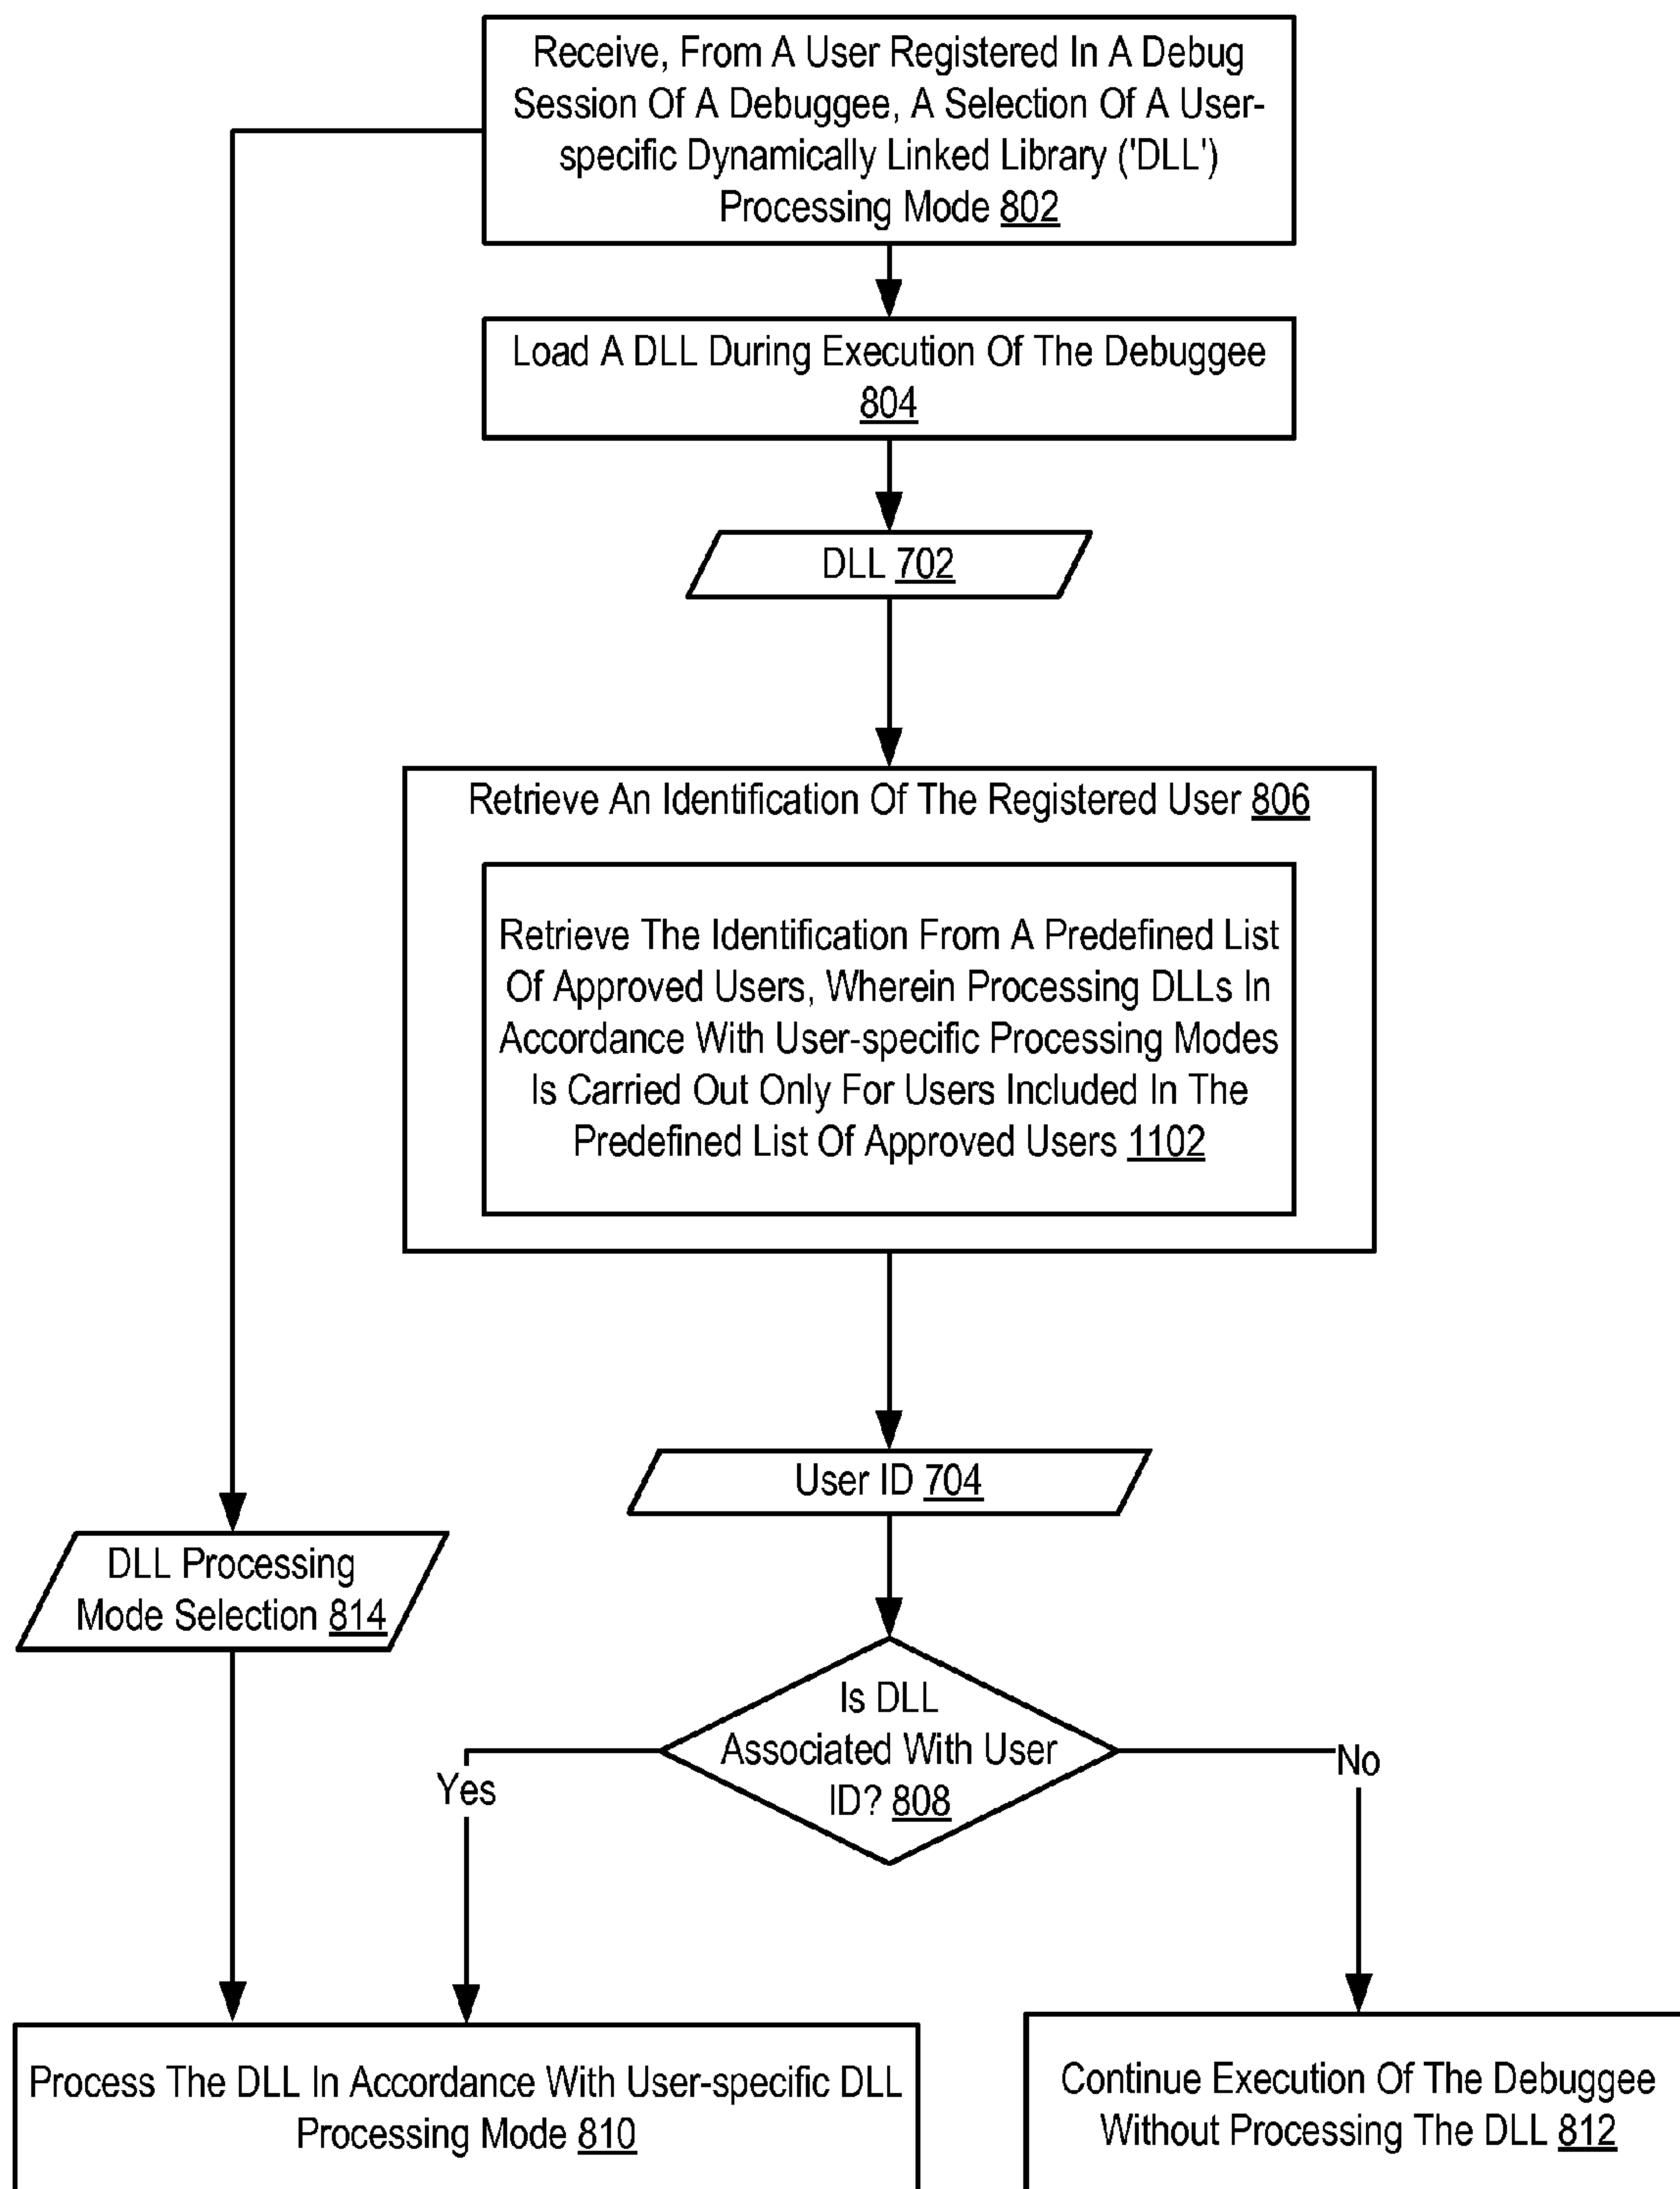 Receive, From A User Registered In A Debug
Session Of A Debuggee, A Selection Of A User-
specific Dynamically Linked Library ('DLL')
Processing Mode 802
Load A DLL During Execution Of The Debuggee
804
DLL 702
Retrieve An Identification Of The Registered User 806
Retrieve The Identification From A Predefined List
Of Approved Users, Wherein Processing DLLs In
Accordance With User-specific Processing Modes
Is Carried Out Only For Users Included In The
Predefined List Of Approved Users 1102
User ID 704
DLL Processing
Mode Selection 814
Is DLL
Associated With User
ID? 808
Yes
No
Process The DLL In Accordance With User-specific DLL
Processing Mode 810
Continue Execution Of The Debuggee
Without Processing The DLL 812